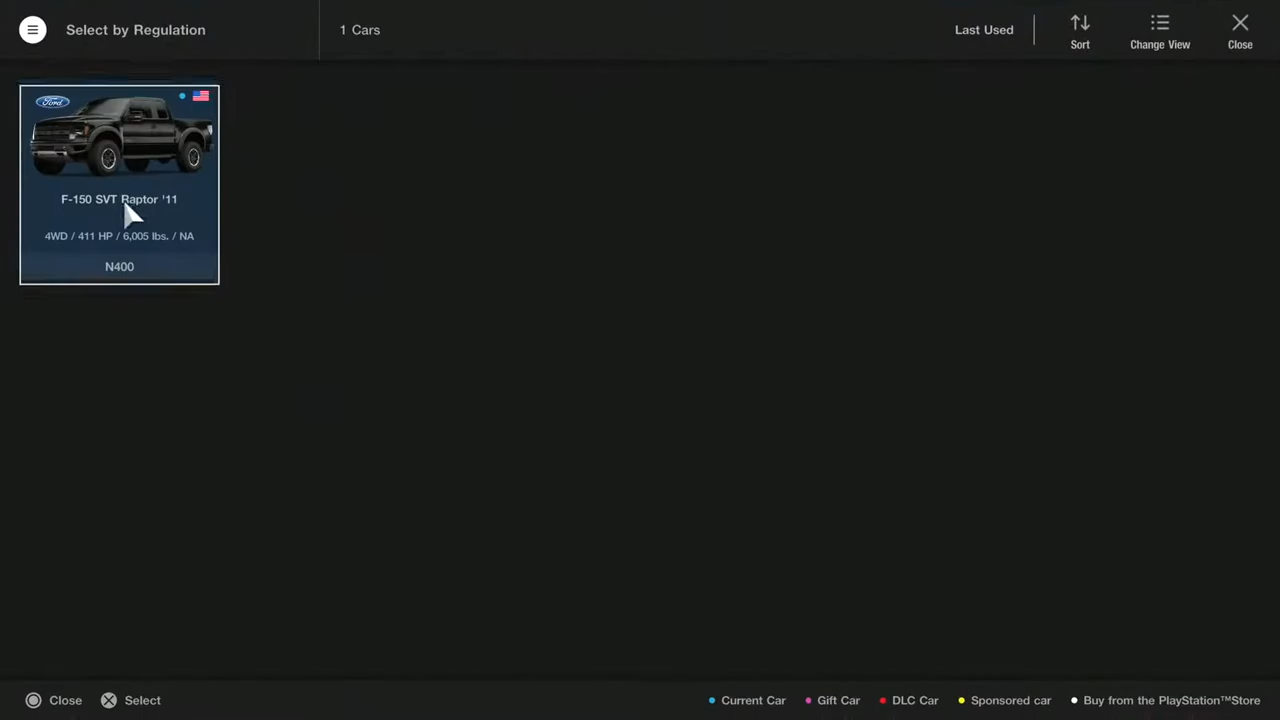 Select by Regulation
1 Cars
Last Used
Sort
Change View
Close
Ford
F-150 SVT Raptor '11
4WD / 411 HP / 6,005 lbs. / NA
N400
Close
Select
Current Car
Gift Car
DLC Car
Sponsored car
Buy from the PlayStation™Store